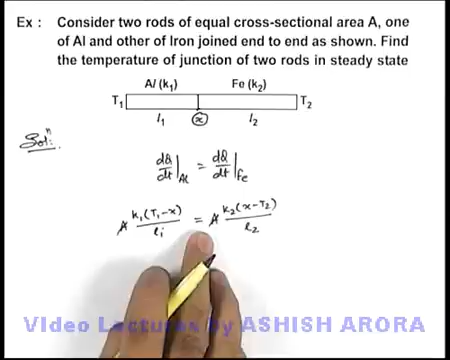 Ex : Consider two rods of equal cross-sectional area A, one
of Al and other of Iron joined end to end as shown. Find
the temperature of junction of two rods in steady state
Al (k₁) Fe (k₂)
T₁ T₂
l₁ x l₂
Solⁿ:
dQ/dt|Al = dQ/dt|Fe
A k₁(T₁-x)/l₁ = A k₂(x-T₂)/l₂
Video Lectures by ASHISH ARORA